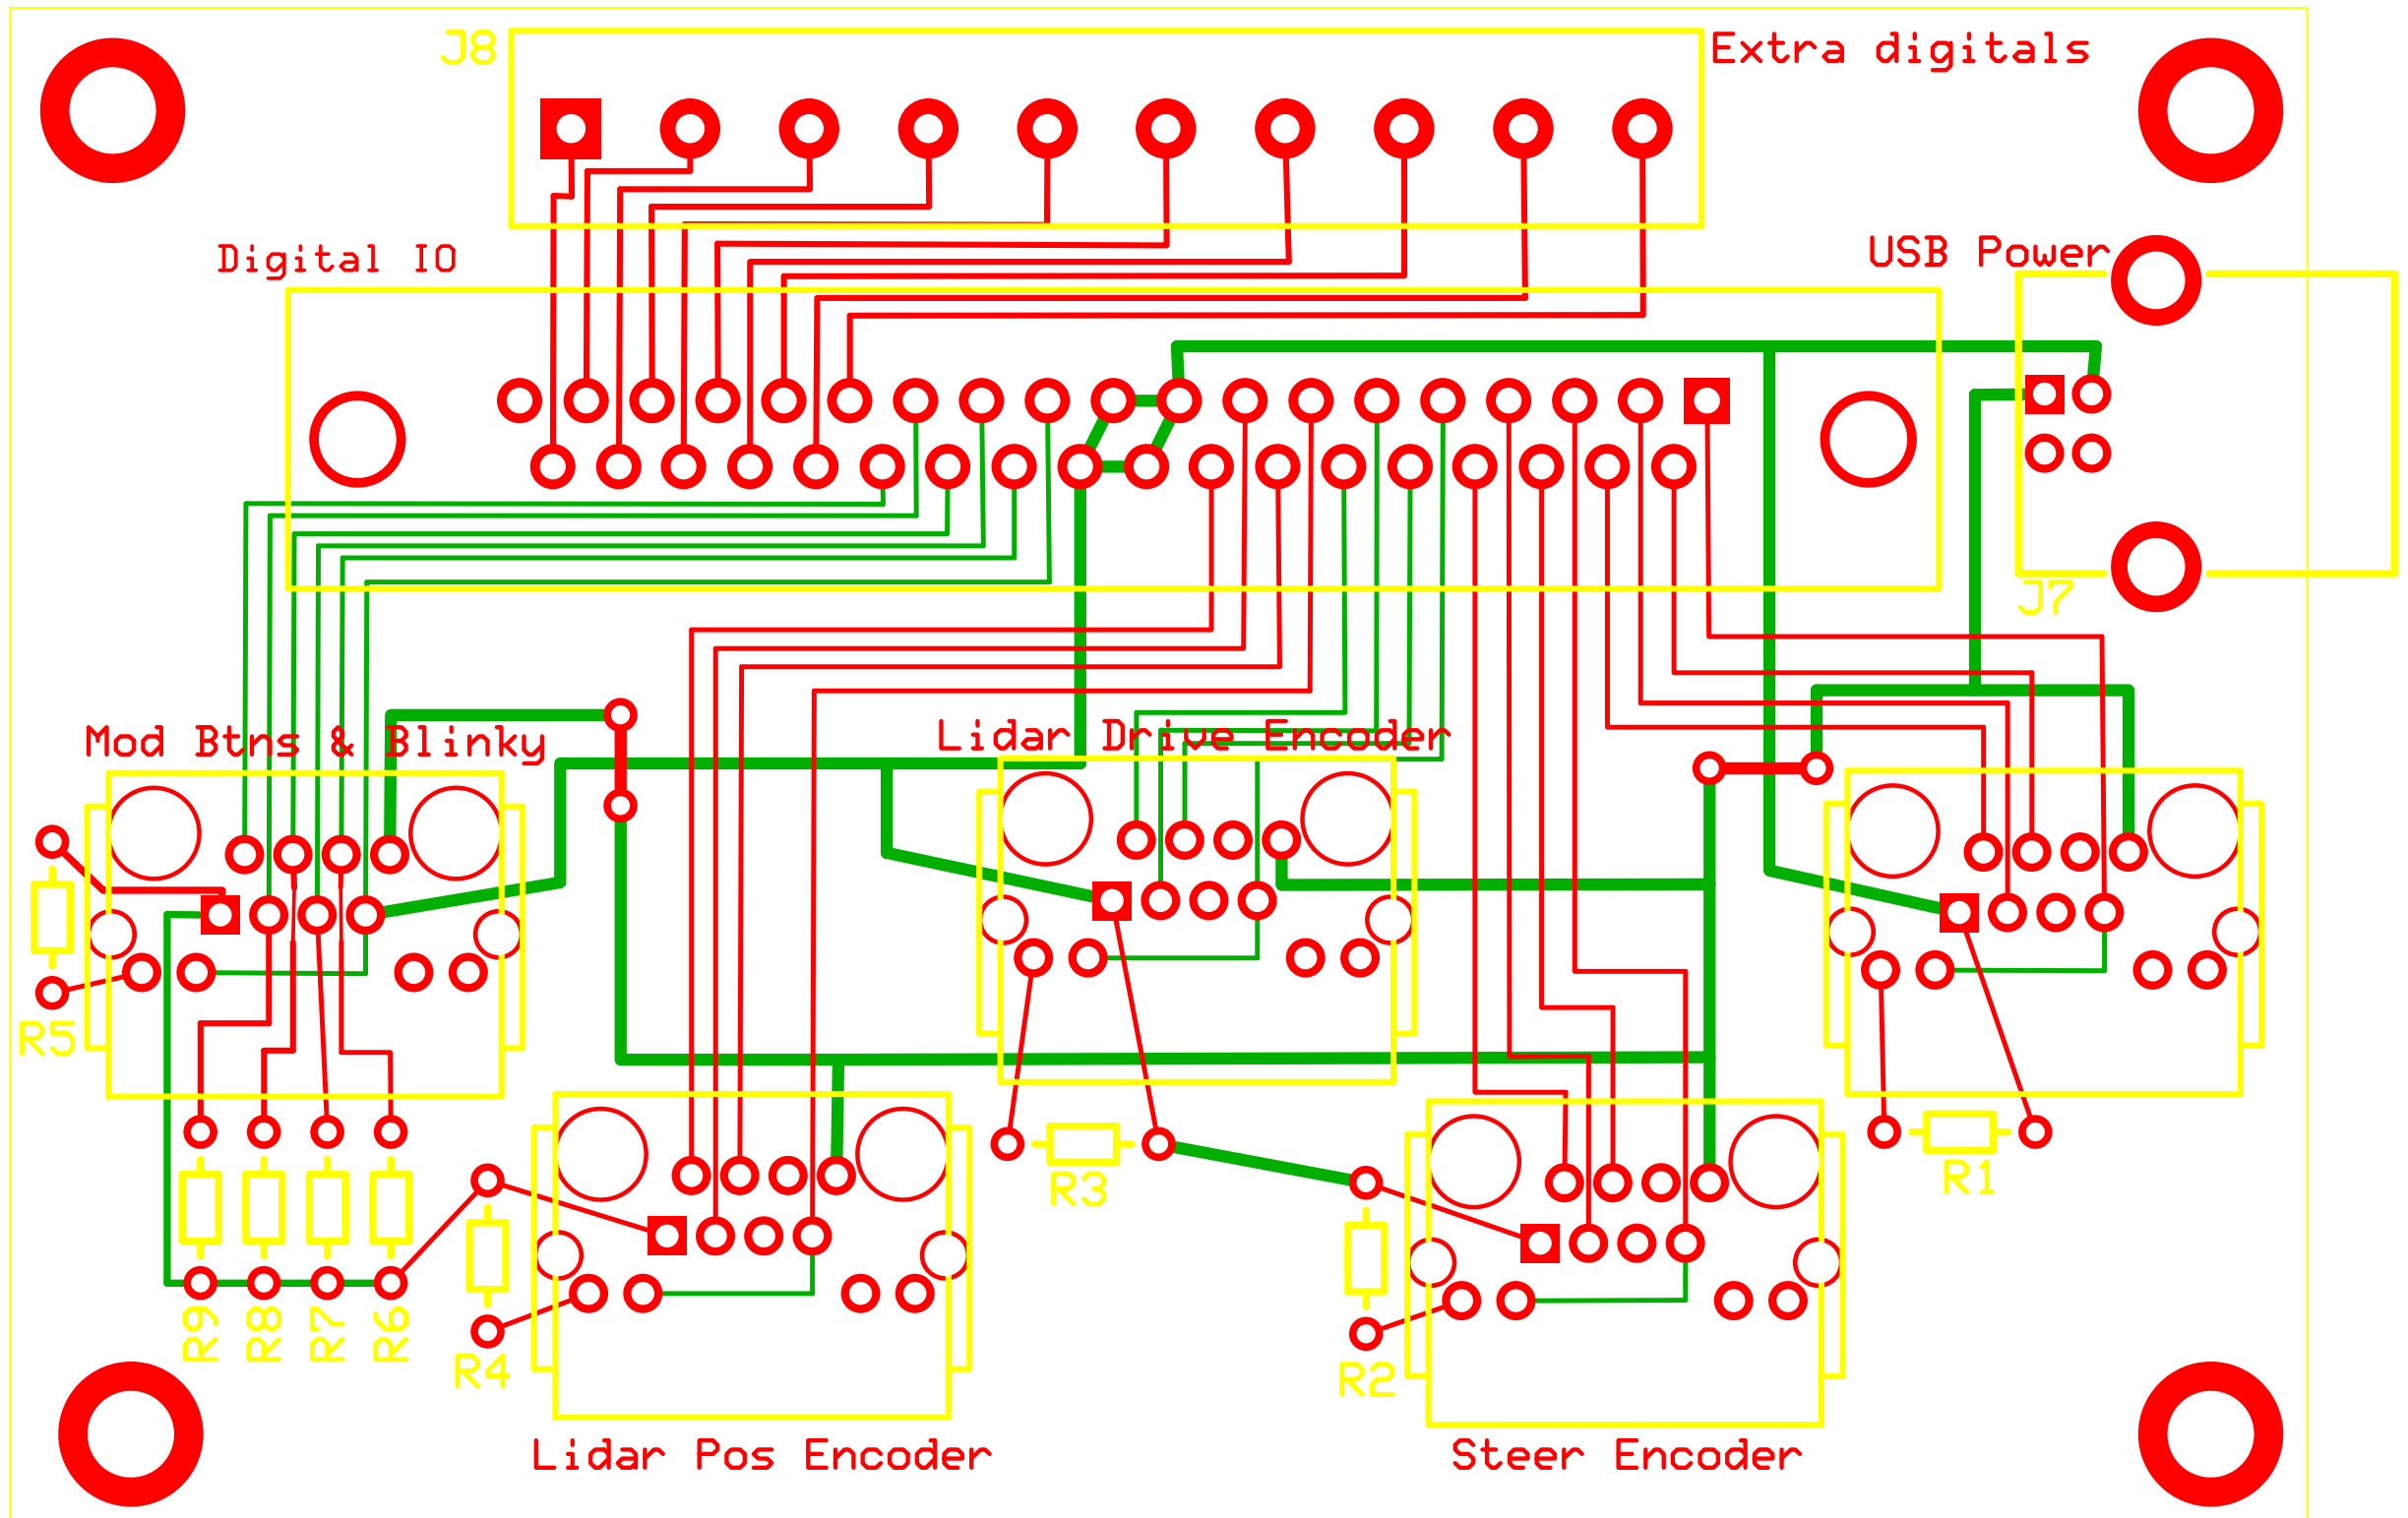 J8
Extra digitals
Digital IO
USB Power
J7
Mod Btns & Blinky
Lidar Drive Encoder
R5
R3
R1
R9
R8
R7
R6
R4
R2
Lidar Pos Encoder
Steer Encoder